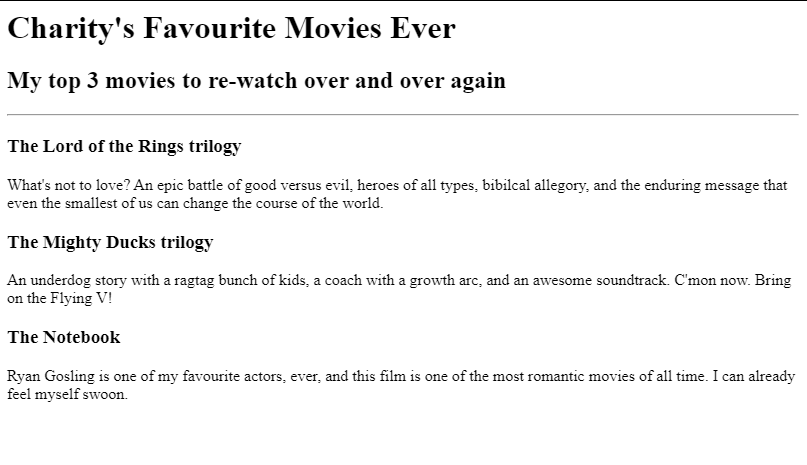 Charity's Favourite Movies Ever
My top 3 movies to re-watch over and over again
The Lord of the Rings trilogy
What's not to love? An epic battle of good versus evil, heroes of all types, bibilcal allegory, and the enduring message that
even the smallest of us can change the course of the world.
The Mighty Ducks trilogy
An underdog story with a ragtag bunch of kids, a coach with a growth arc, and an awesome soundtrack. C'mon now. Bring
on the Flying V!
The Notebook
Ryan Gosling is one of my favourite actors, ever, and this film is one of the most romantic movies of all time. I can already
feel myself swoon.